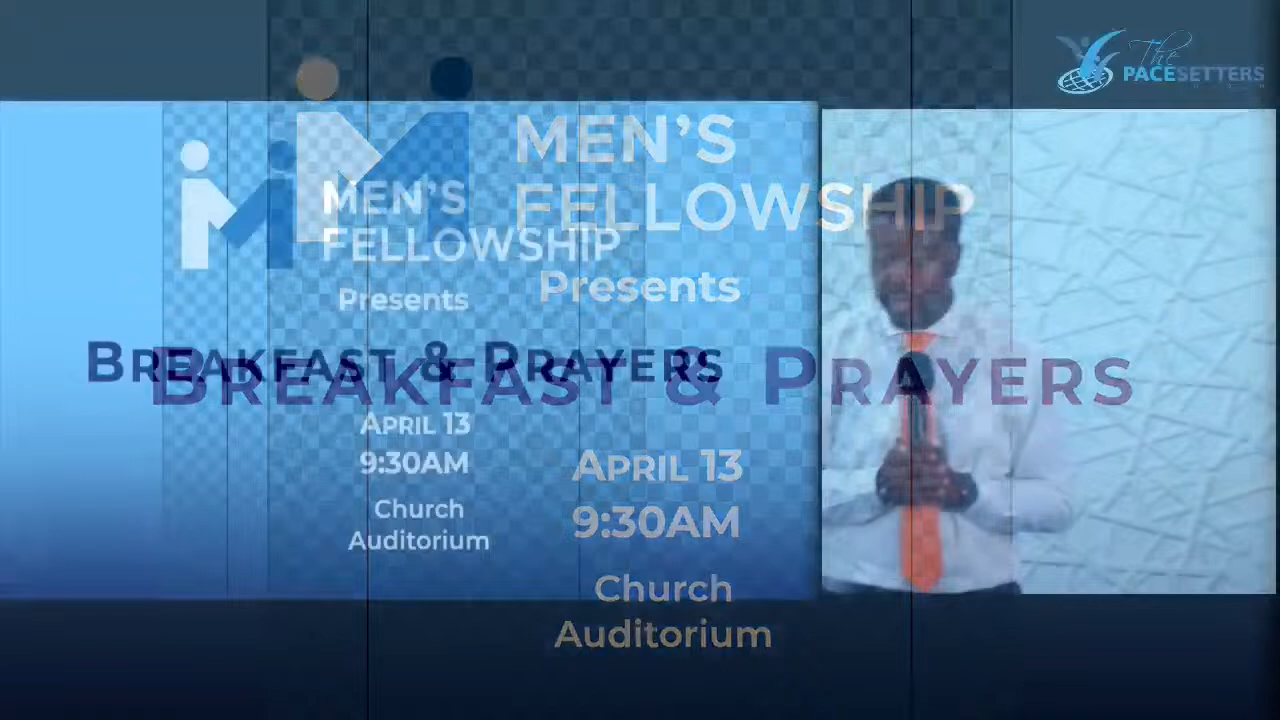 The
PACESETTERS
MEN'S
FELLOWSHIP
Presents
BREAKFAST & PRAYERS
APRIL 13
9:30AM
Church
Auditorium
MEN'S
FELLOWSHIP
Presents
BREAKFAST & PRAYERS
APRIL 13
9:30AM
Church
Auditorium